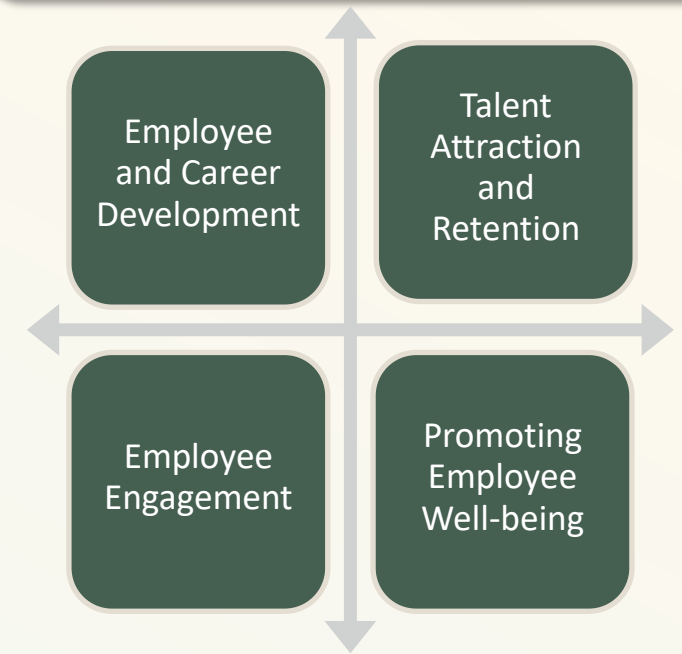 Employee
and Career
Development
Talent
Attraction
and
Retention
Employee
Engagement
Promoting
Employee
Well-being